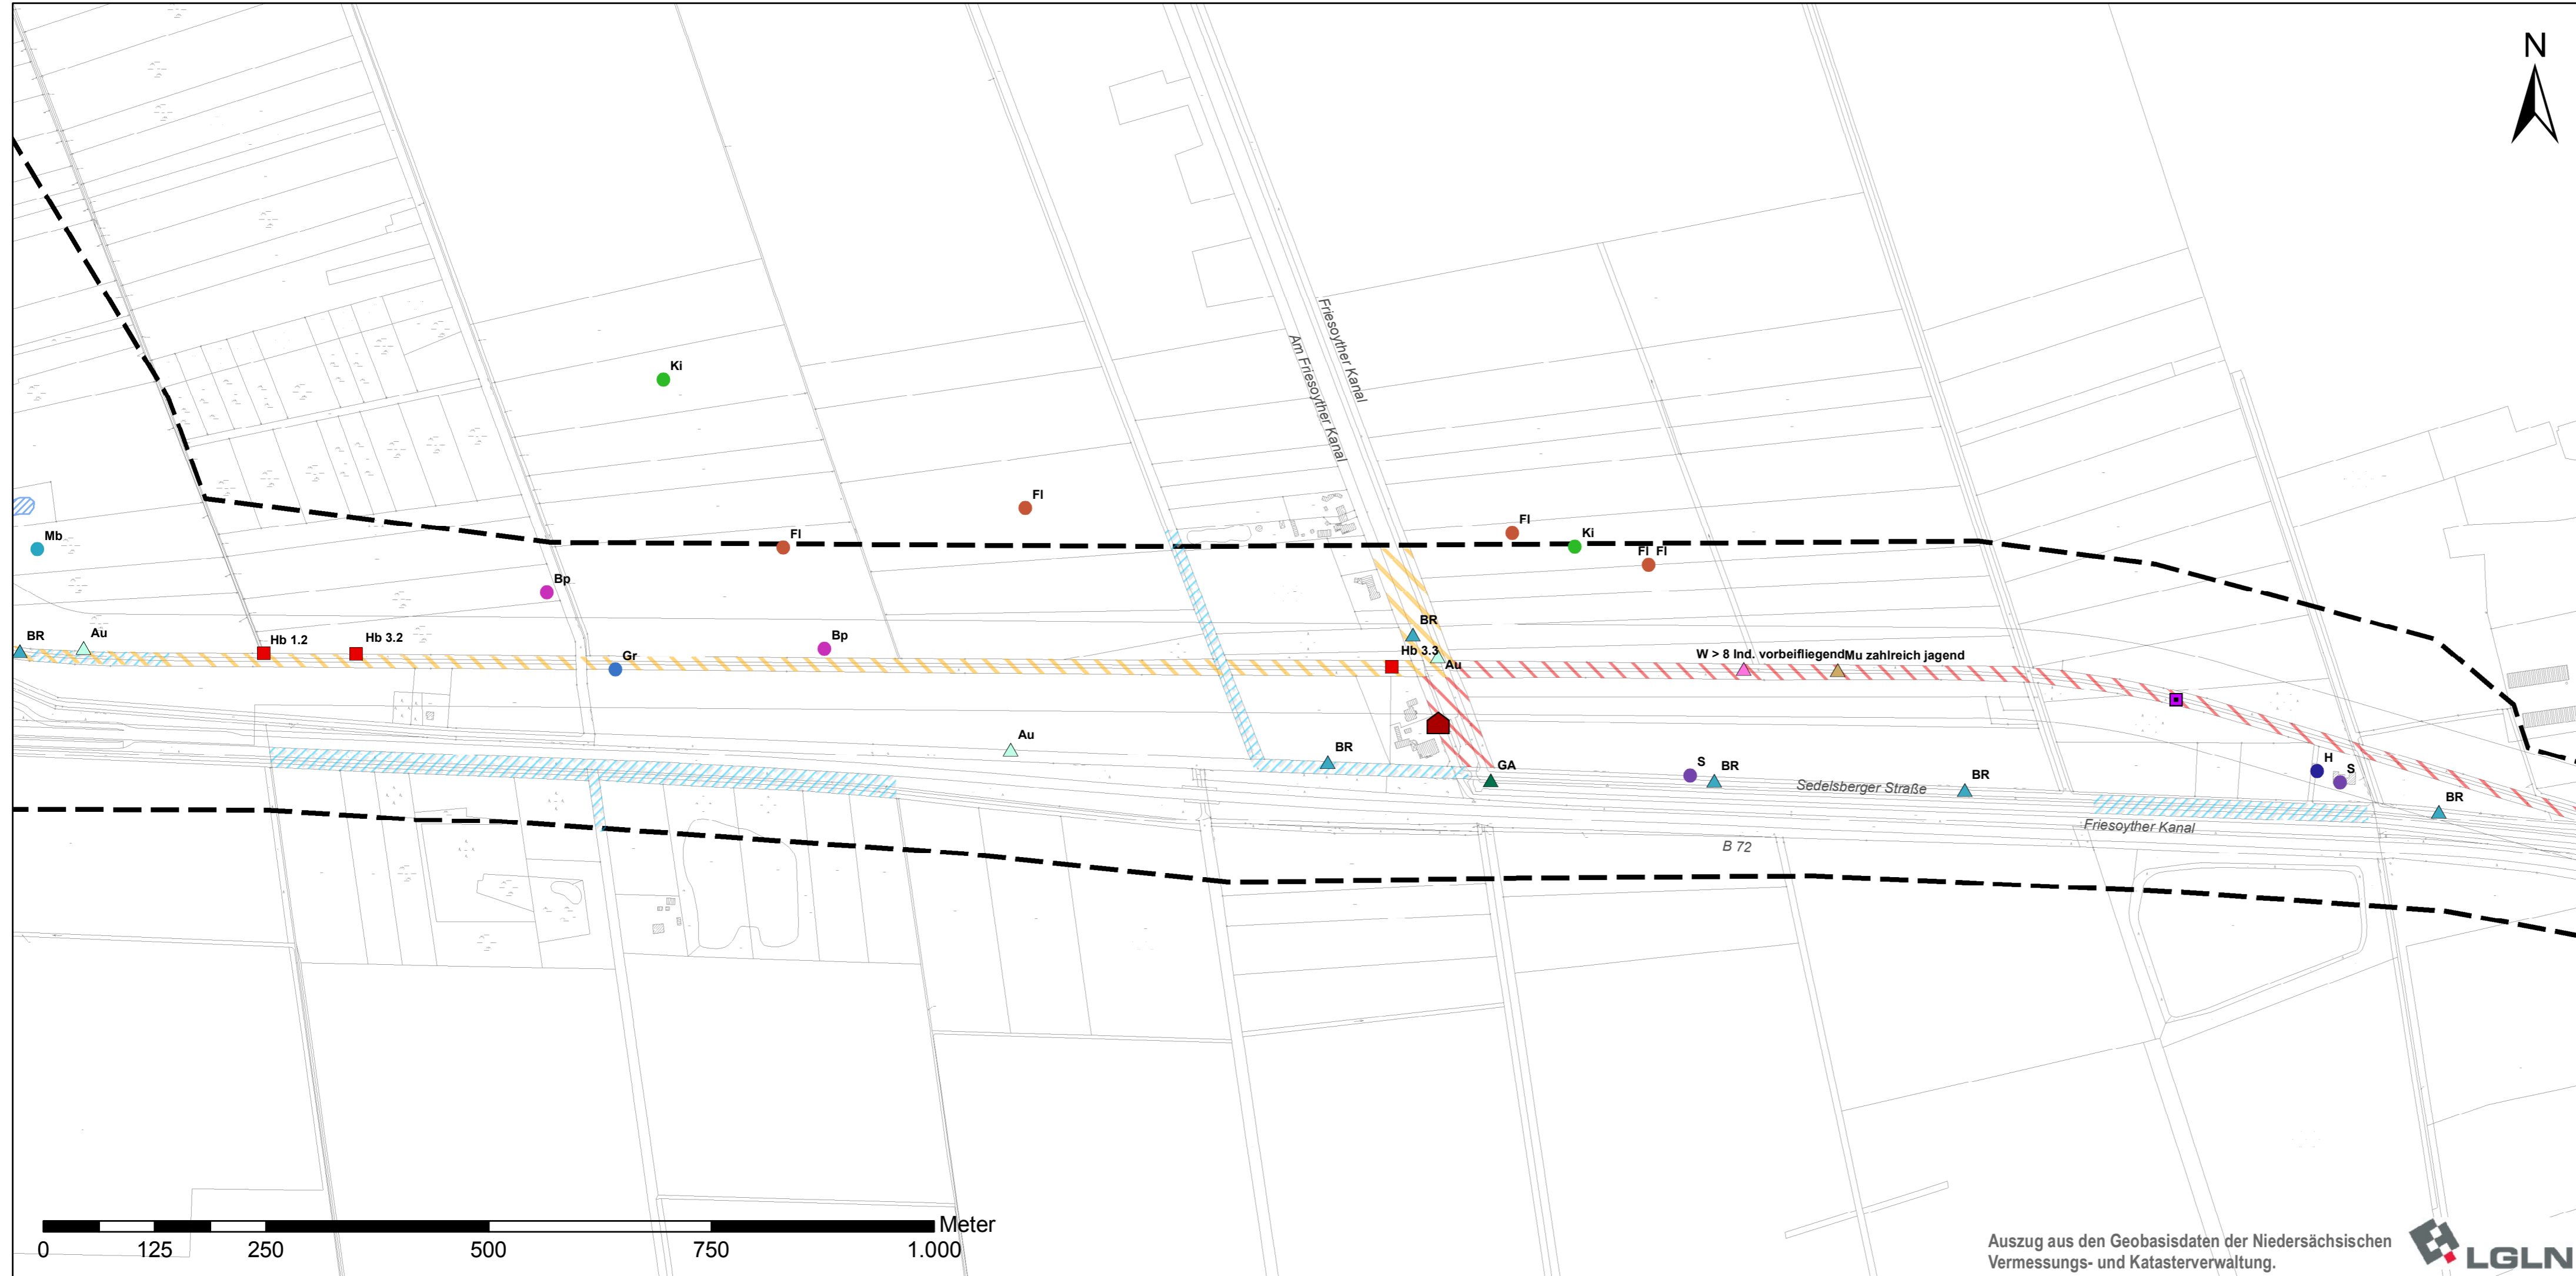 N
Friesoyther Kanal
Am Friesoyther Kanal
Ki
Fl
Fl
Fl
Ki
Fl Fl
Mb
Bp
Bp
BR
Au
Hb 1.2
Hb 3.2
Gr
BR
Hb 3.3
Au
W > 8 Ind. vorbeifliegend
Mu zahlreich jagend
Au
BR
GA
S
BR
Sedelsberger Straße
BR
H
S
BR
Friesoyther Kanal
B 72
Meter
0 125 250 500 750 1.000
Auszug aus den Geobasisdaten der Niedersächsischen
Vermessungs- und Katasterverwaltung.
LGLN